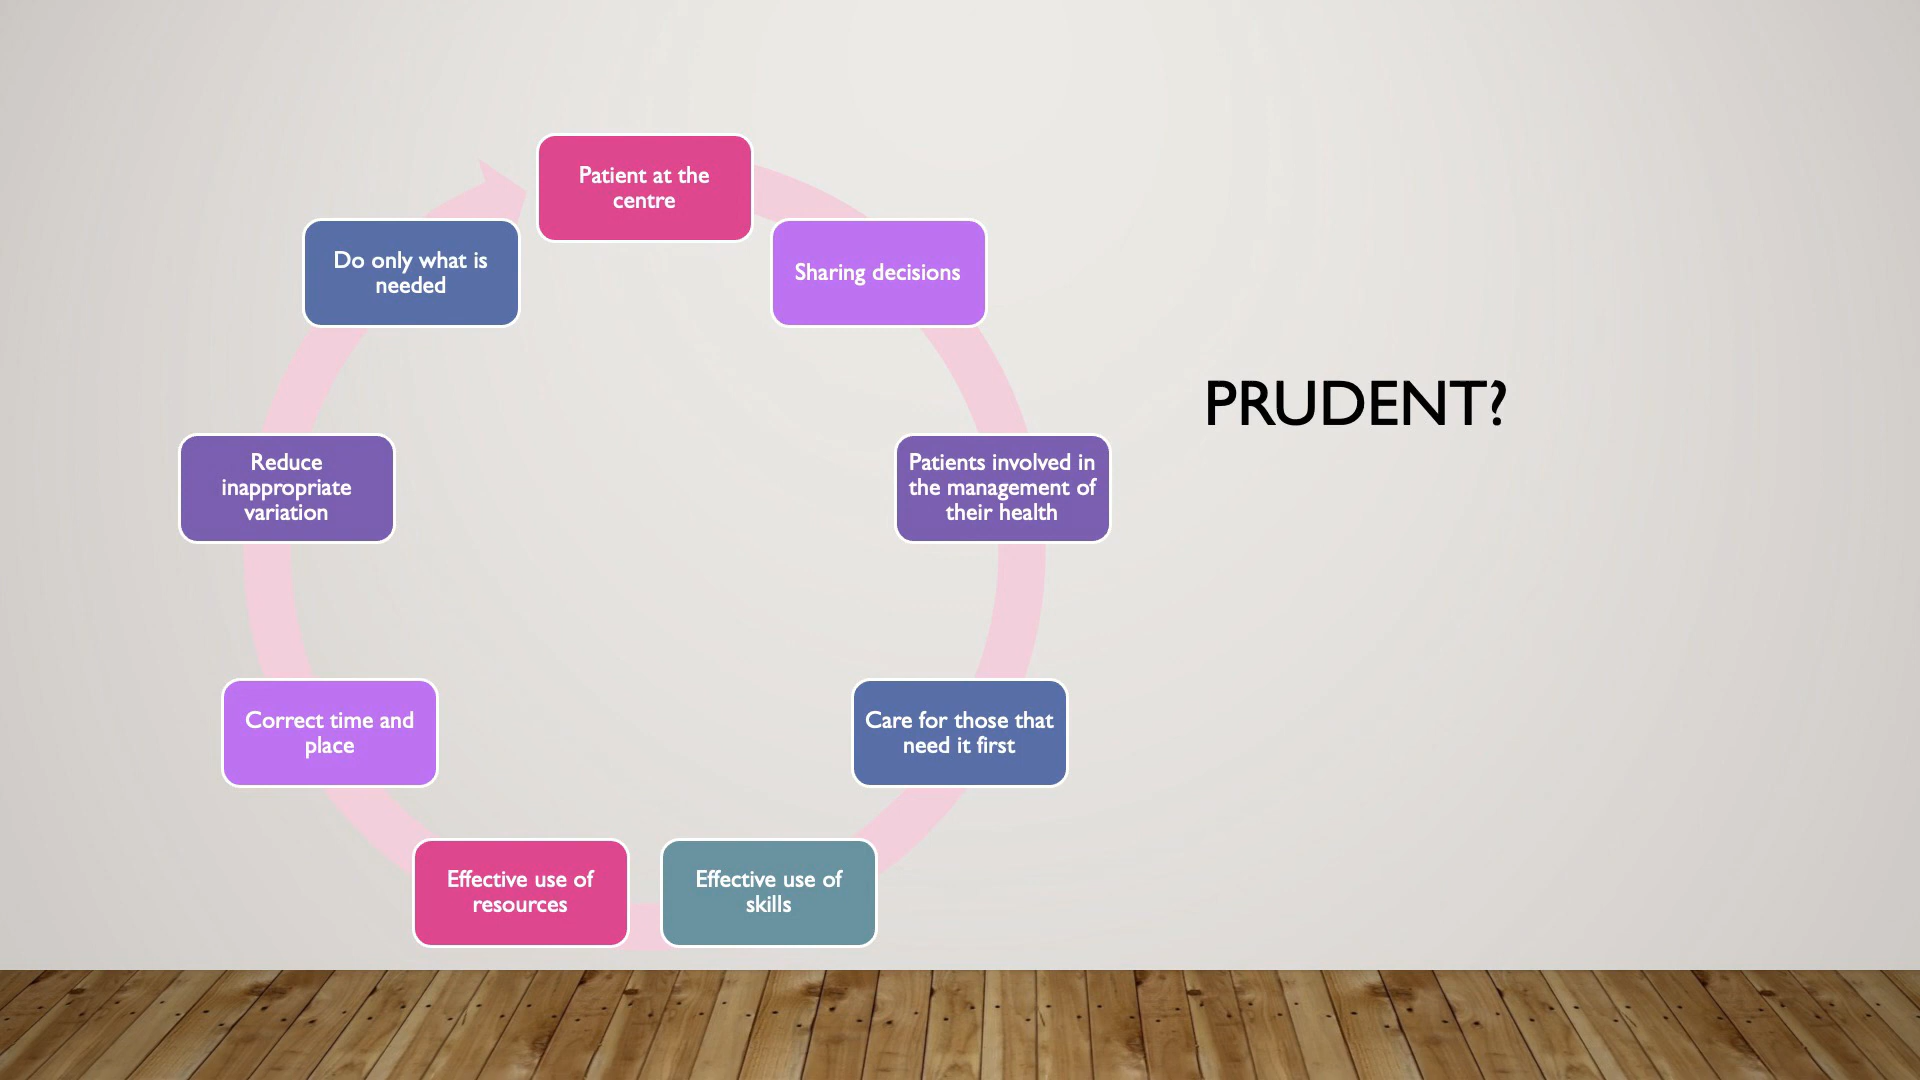 Patient at the
centre
Sharing decisions
Patients involved in
the management of
their health
Care for those that
need it first
Effective use of
skills
Effective use of
resources
Correct time and
place
Reduce
inappropriate
variation
Do only what is
needed
PRUDENT?